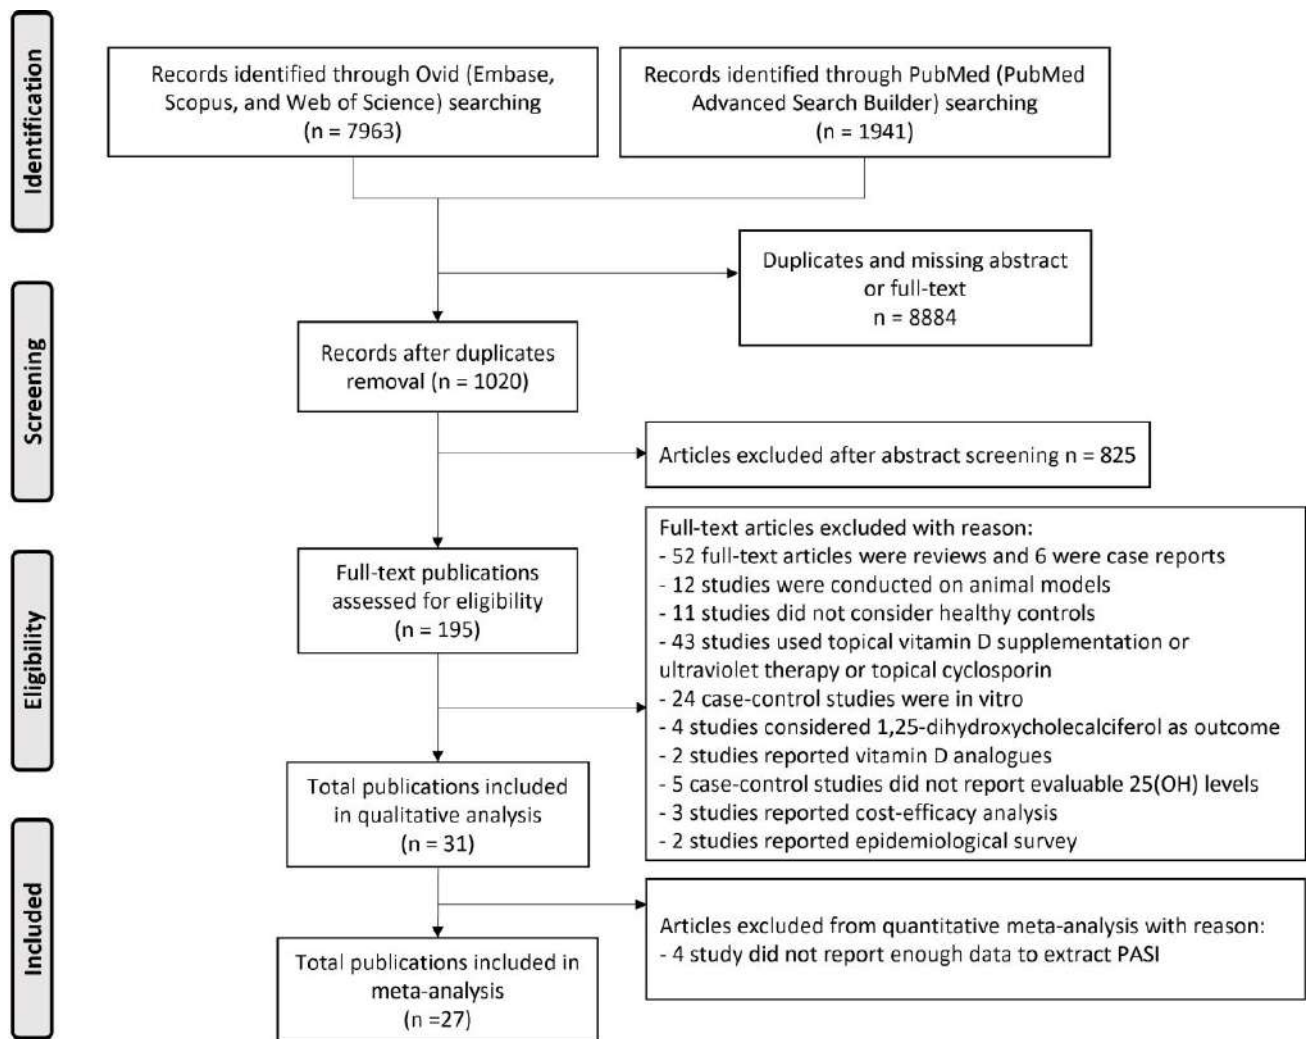 Identification
Records identified through Ovid (Embase,
Scopus, and Web of Science) searching
(n = 7963)
Records identified through PubMed (PubMed
Advanced Search Builder) searching
(n = 1941)
Duplicates and missing abstract
or full-text
n = 8884
Screening
Records after duplicates
removal (n = 1020)
Articles excluded after abstract screening n = 825
Eligibility
Full-text publications
assessed for eligibility
(n = 195)
Full-text articles excluded with reason:
- 52 full-text articles were reviews and 6 were case reports
- 12 studies were conducted on animal models
- 11 studies did not consider healthy controls
- 43 studies used topical vitamin D supplementation or
ultraviolet therapy or topical cyclosporin
- 24 case-control studies were in vitro
- 4 studies considered 1,25-dihydroxycholecalciferol as outcome
- 2 studies reported vitamin D analogues
- 5 case-control studies did not report evaluable 25(OH) levels
- 3 studies reported cost-efficacy analysis
- 2 studies reported epidemiological survey
Total publications included
in qualitative analysis
(n = 31)
Included
Articles excluded from quantitative meta-analysis with reason:
- 4 study did not report enough data to extract PASI
Total publications included in
meta-analysis
(n =27)